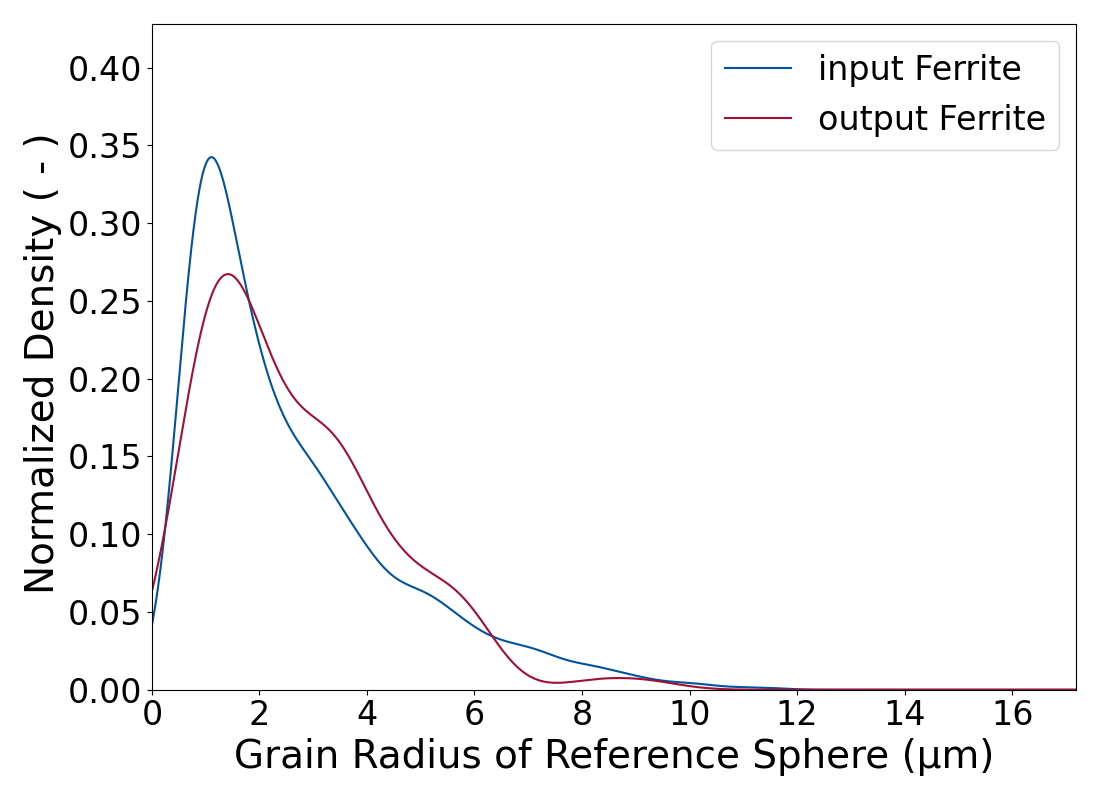 input Ferrite
output Ferrite
Normalized Density ( - )
0.40
0.35
0.30
0.25
0.20
0.15
0.10
0.05
0.00
0 2 4 6 8 10 12 14 16
Grain Radius of Reference Sphere (µm)